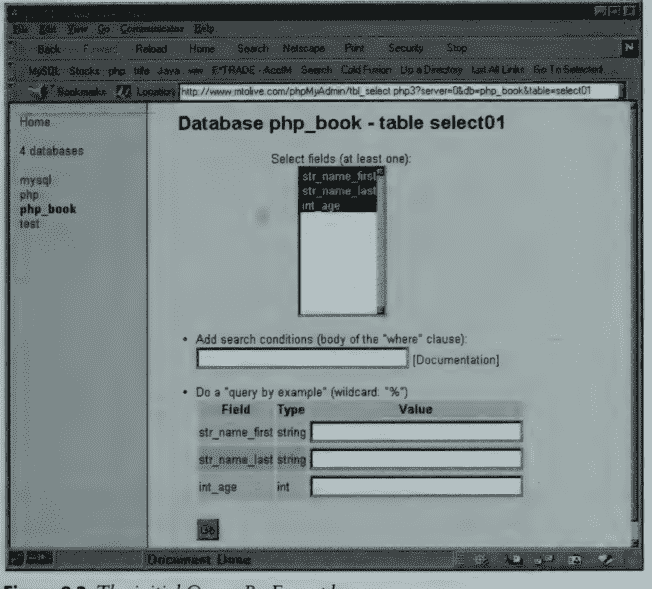 File Edit View Go Communicator Help
Back Forward Reload Home Search Netscape Print Security Stop
MySQL Stocks php Java E*TRADE - Search Cold Fusion Up a Directory List All Links Go To Selected
Bookmarks Location http://www.mtolive.com/phpMyAdmin/tbl_select.php3?server=0&db=php_book&table=select01
Home
4 databases
mysql
php
php_book
test
Database php_book - table select01
Select fields (at least one):
str_name_first
str_name_last
int_age
• Add search conditions (body of the "where" clause):
[Documentation]
• Do a "query by example" (wildcard: "%")
Field Type Value
str_name_first string
str_name_last string
int_age int
Go
Document: Done
The initial Query By